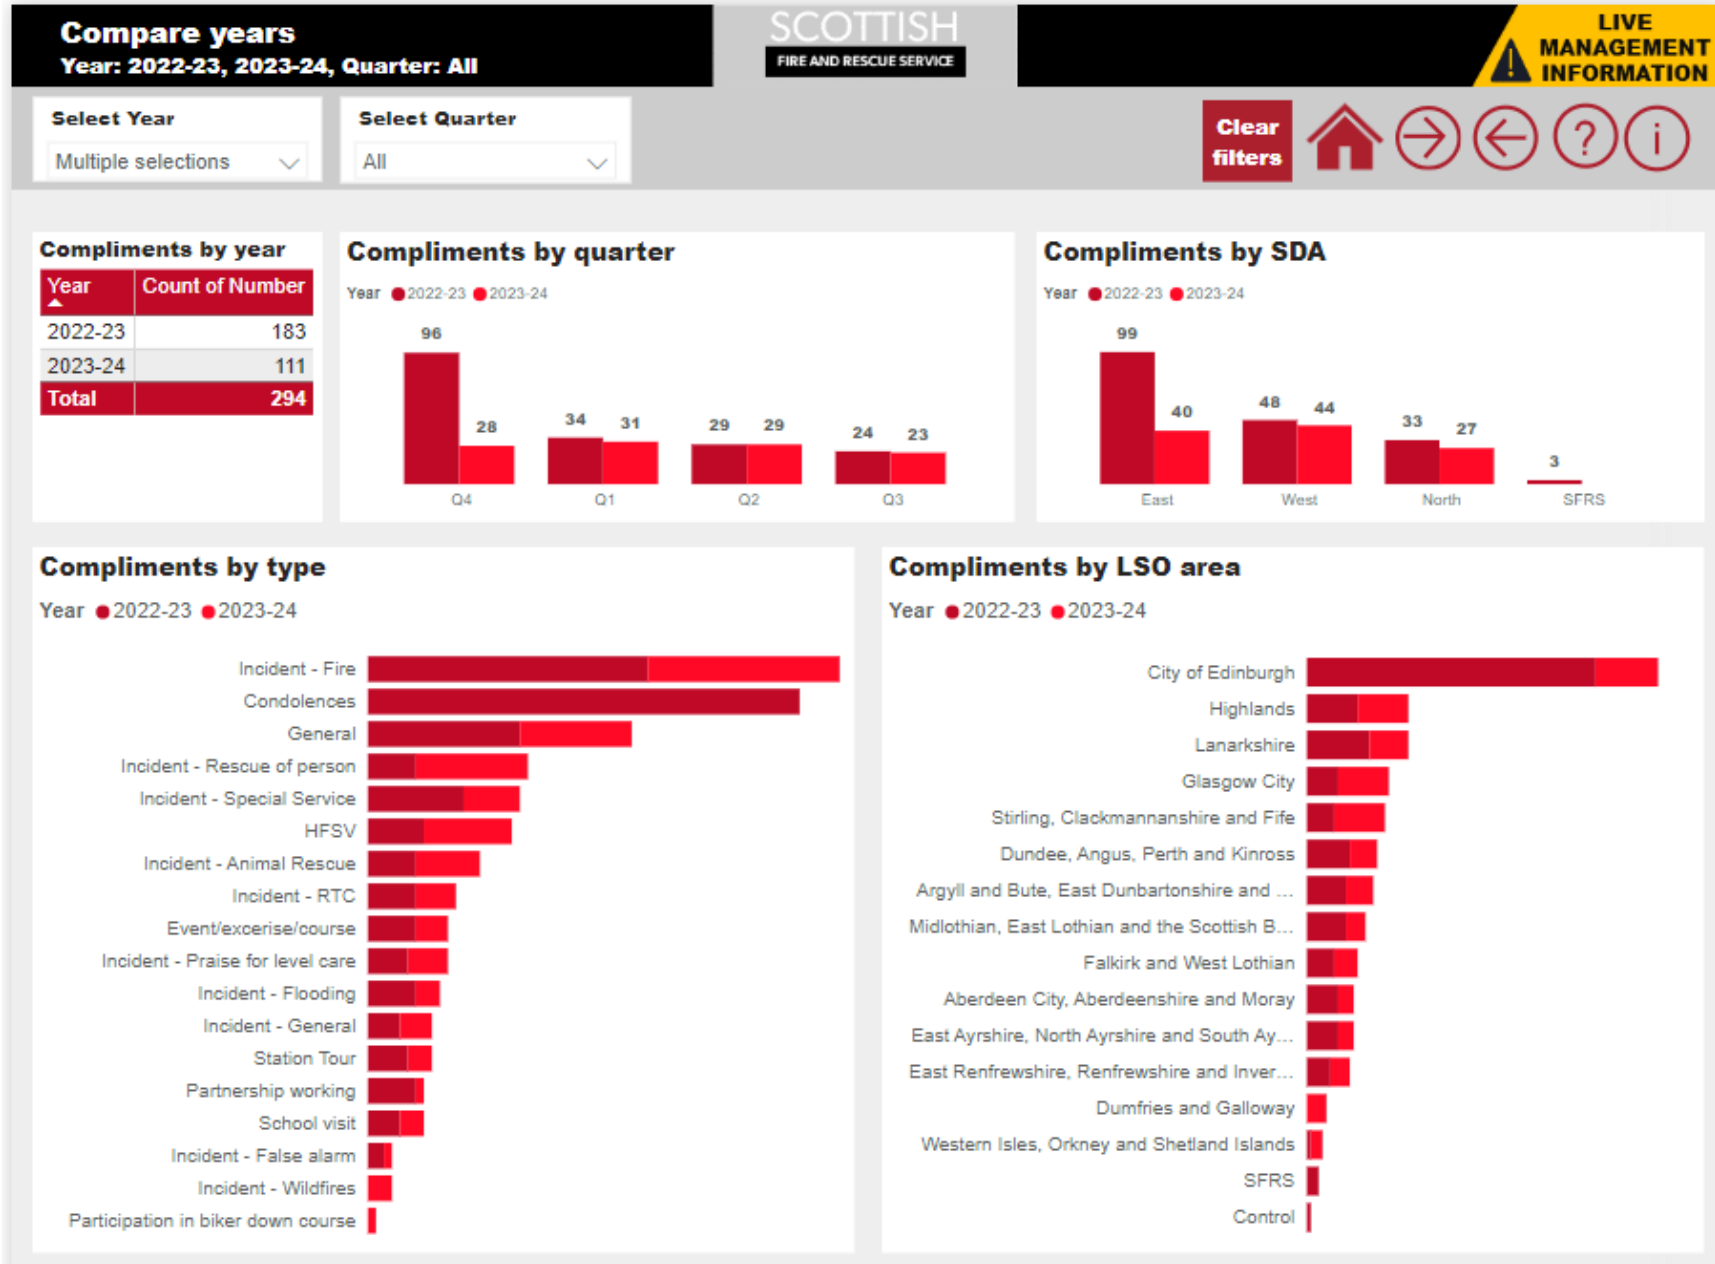 Compare years
Year: 2022-23, 2023-24, Quarter: All
SCOTTISH
FIRE AND RESCUE SERVICE
LIVE
MANAGEMENT
INFORMATION
Select Year
Multiple selections
Select Quarter
All
Clear
filters
?
i
Compliments by year
Year Count of Number
2022-23 183
2023-24 111
Total 294
Compliments by quarter
Year 2022-23 2023-24
96 28 34 31 29 29 24 23
Q4 Q1 Q2 Q3
Compliments by SDA
Year 2022-23 2023-24
99 40 48 44 33 27 3
East West North SFRS
Compliments by type
Year 2022-23 2023-24
Incident - Fire
Condolences
General
Incident - Rescue of person
Incident - Special Service
HFSV
Incident - Animal Rescue
Incident - RTC
Event/excerise/course
Incident - Praise for level care
Incident - Flooding
Incident - General
Station Tour
Partnership working
School visit
Incident - False alarm
Incident - Wildfires
Participation in biker down course
Compliments by LSO area
Year 2022-23 2023-24
City of Edinburgh
Highlands
Lanarkshire
Glasgow City
Stirling, Clackmannanshire and Fife
Dundee, Angus, Perth and Kinross
Argyll and Bute, East Dunbartonshire and ...
Midlothian, East Lothian and the Scottish B...
Falkirk and West Lothian
Aberdeen City, Aberdeenshire and Moray
East Ayrshire, North Ayrshire and South Ay...
East Renfrewshire, Renfrewshire and Inver...
Dumfries and Galloway
Western Isles, Orkney and Shetland Islands
SFRS
Control